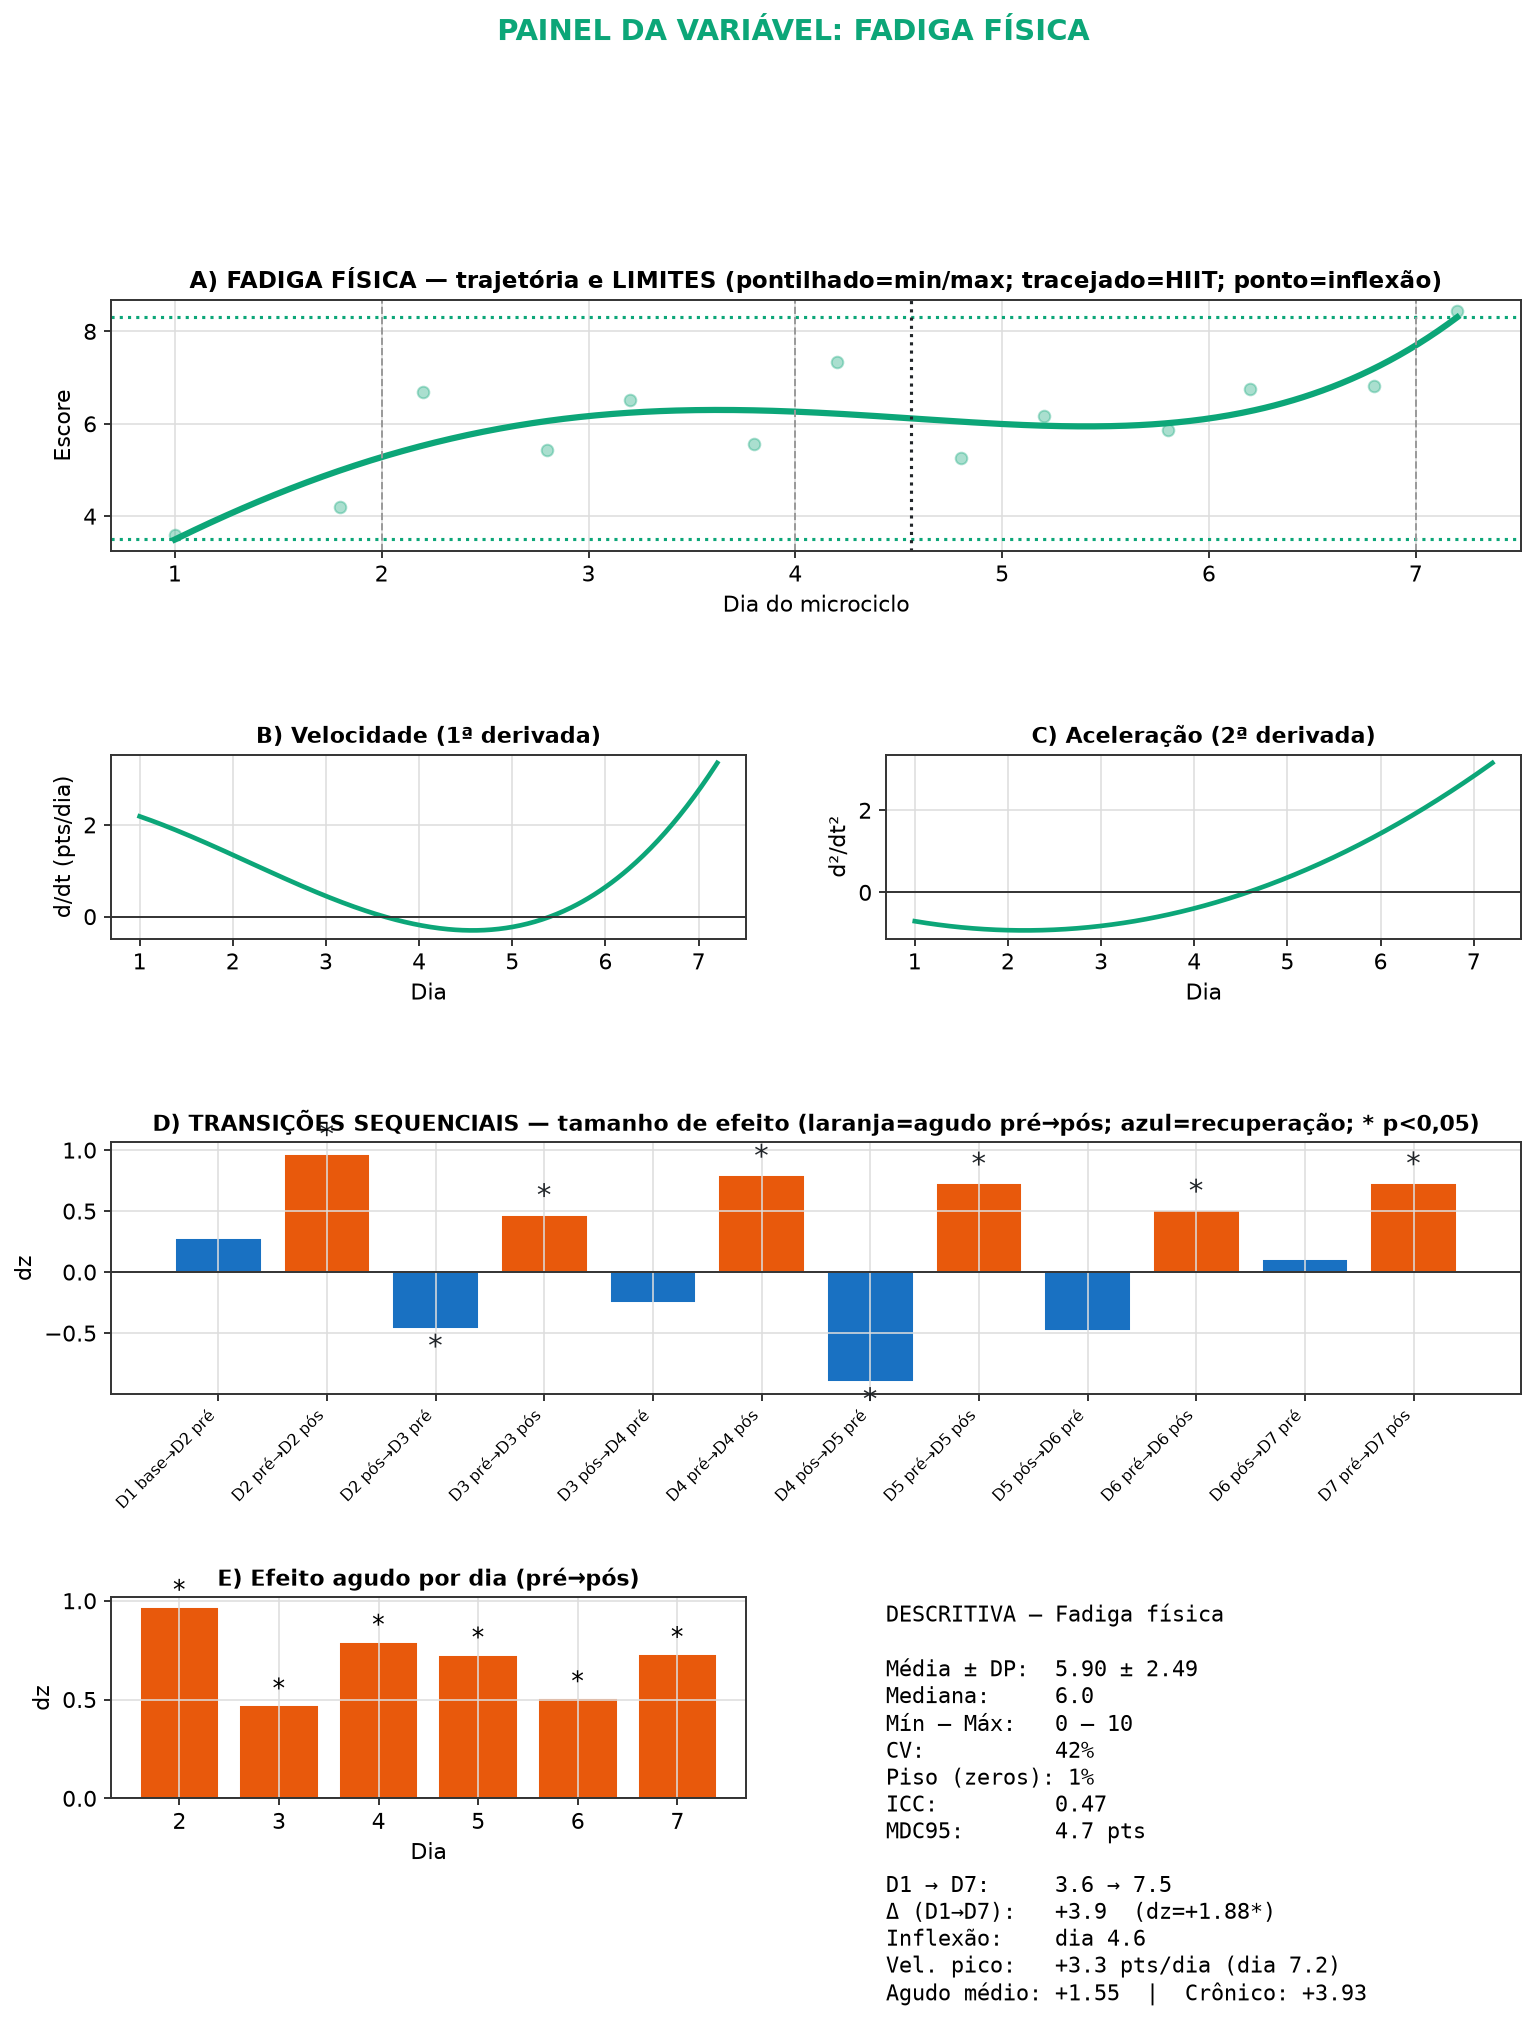 PAINEL DA VARIÁVEL: FADIGA FÍSICA
A) FADIGA FÍSICA — trajetória e LIMITES (pontilhado=min/max; tracejado=HIIT; ponto=inflexão)
Escore
8
6
4
1 2 3 4 5 6 7
Dia do microciclo
B) Velocidade (1ª derivada)
d/dt (pts/dia)
2
0
1 2 3 4 5 6 7
Dia
C) Aceleração (2ª derivada)
d²/dt²
2
0
1 2 3 4 5 6 7
Dia
D) TRANSIÇÕES SEQUENCIAIS — tamanho de efeito (laranja=agudo pré→pós; azul=recuperação; * p<0,05)
dz
1.0
0.5
0.0
−0.5
* * * * * * * *
D1 base→D2 pré
D2 pré→D2 pós
D2 pós→D3 pré
D3 pré→D3 pós
D3 pós→D4 pré
D4 pré→D4 pós
D4 pós→D5 pré
D5 pré→D5 pós
D5 pós→D6 pré
D6 pré→D6 pós
D6 pós→D7 pré
D7 pré→D7 pós
E) Efeito agudo por dia (pré→pós)
dz
1.0
0.5
0.0
* * * * * *
2 3 4 5 6 7
Dia
DESCRITIVA — Fadiga física
Média ± DP: 5.90 ± 2.49
Mediana: 6.0
Mín – Máx: 0 – 10
CV: 42%
Piso (zeros): 1%
ICC: 0.47
MDC95: 4.7 pts
D1 → D7: 3.6 → 7.5
Δ (D1→D7): +3.9 (dz=+1.88*)
Inflexão: dia 4.6
Vel. pico: +3.3 pts/dia (dia 7.2)
Agudo médio: +1.55 | Crônico: +3.93